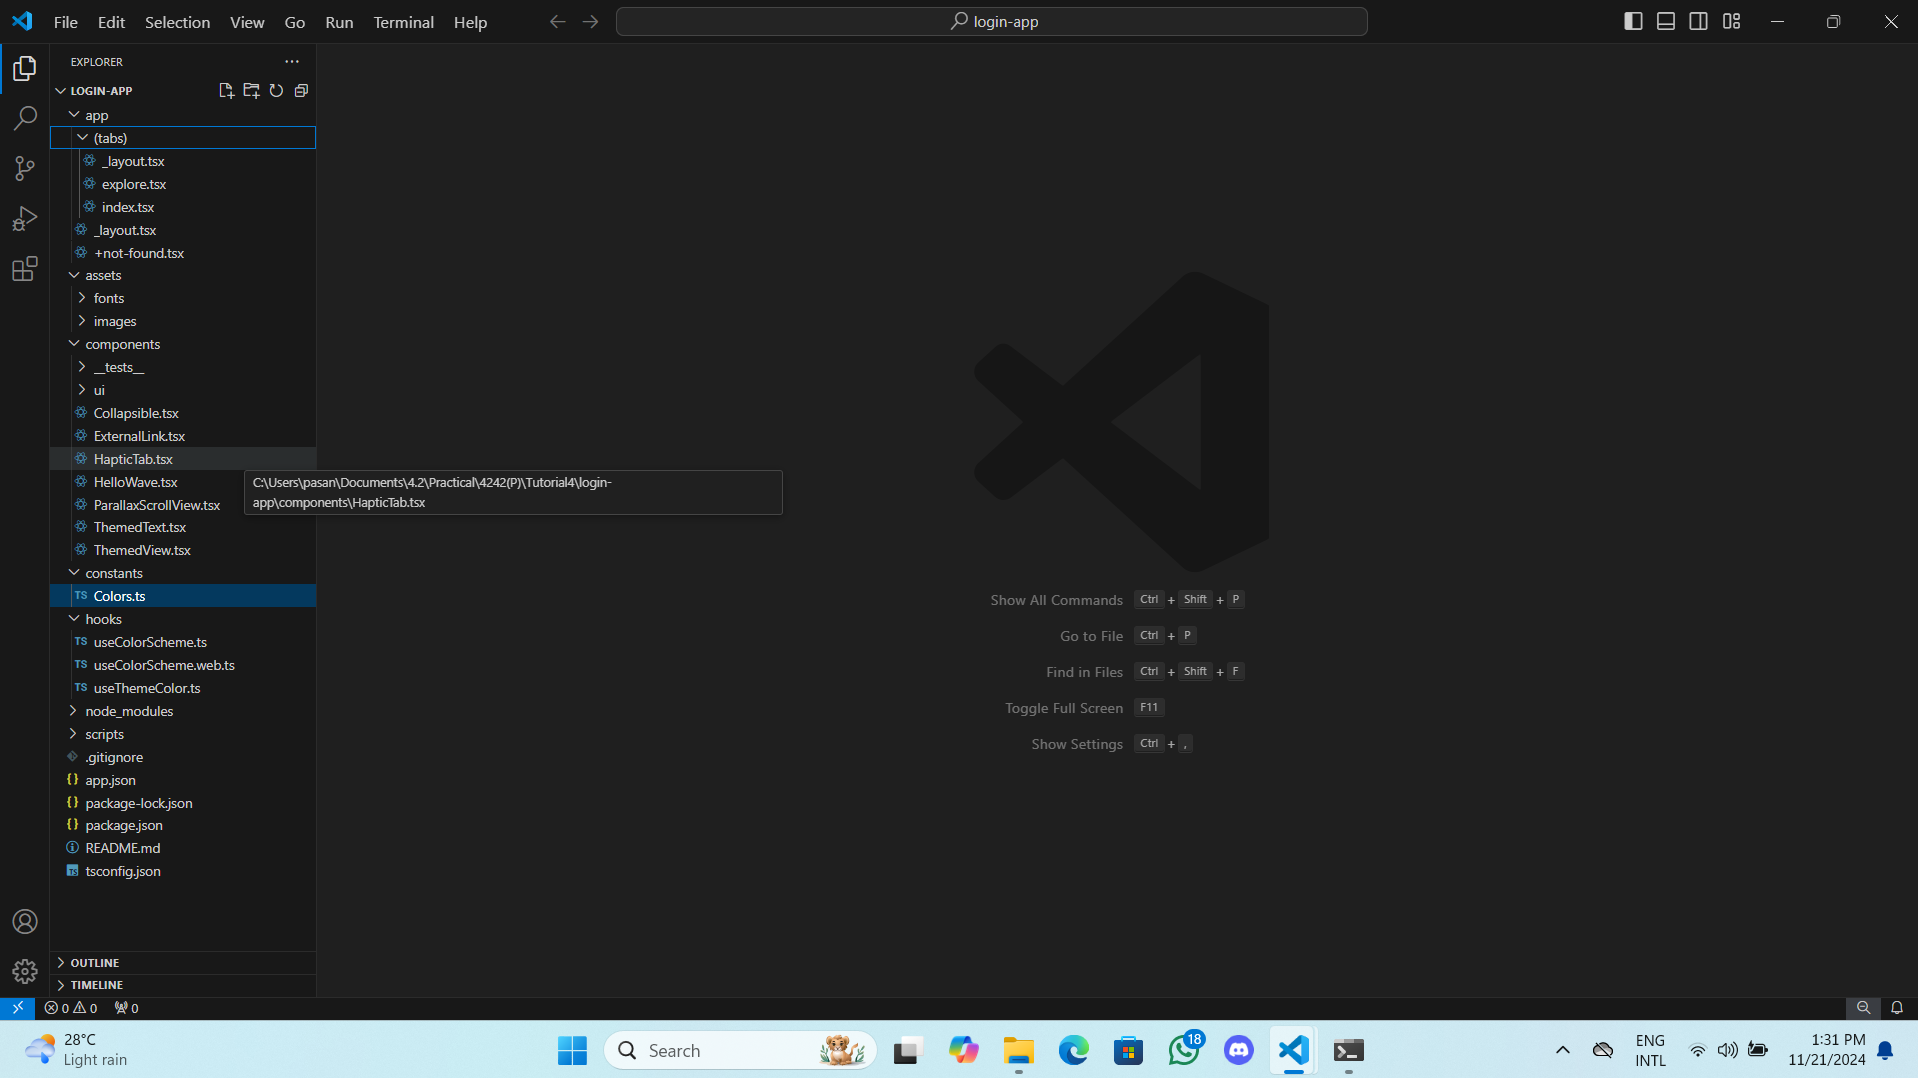 File Edit Selection View Go Run Terminal Help
login-app
EXPLORER
LOGIN-APP
app
(tabs)
_layout.tsx
explore.tsx
index.tsx
_layout.tsx
+not-found.tsx
assets
fonts
images
components
__tests__
ui
Collapsible.tsx
ExternalLink.tsx
HapticTab.tsx
HelloWave.tsx
ParallaxScrollView.tsx
ThemedText.tsx
ThemedView.tsx
constants
TS Colors.ts
hooks
TS useColorScheme.ts
TS useColorScheme.web.ts
TS useThemeColor.ts
node_modules
scripts
.gitignore
{} app.json
{} package-lock.json
{} package.json
README.md
TS tsconfig.json
OUTLINE
TIMELINE
C:\Users\pasan\Documents\4.2\Practical\4242(P)\Tutorial4\login-
app\components\HapticTab.tsx
Show All Commands Ctrl + Shift + P
Go to File Ctrl + P
Find in Files Ctrl + Shift + F
Toggle Full Screen F11
Show Settings Ctrl + ,
0 0 0
28°C
Light rain
Search
18
ENG
INTL
1:31 PM
11/21/2024